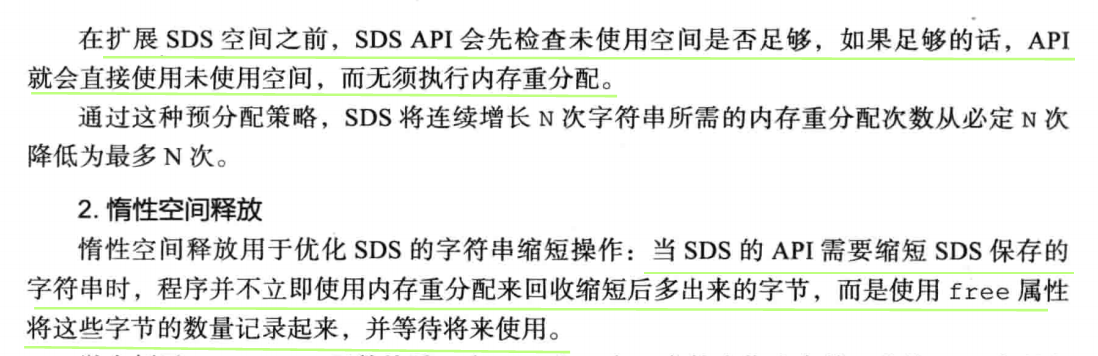 在扩展 SDS 空间之前，SDS API 会先检查未使用空间是否足够，如果足够的话，API
就会直接使用未使用空间，而无须执行内存重分配。
通过这种预分配策略，SDS 将连续增长 N 次字符串所需的内存重分配次数从必定 N 次
降低为最多 N 次。
2. 惰性空间释放
惰性空间释放用于优化 SDS 的字符串缩短操作：当 SDS 的 API 需要缩短 SDS 保存的
字符串时，程序并不立即使用内存重分配来回收缩短后多出来的字节，而是使用 free 属性
将这些字节的数量记录起来，并等待将来使用。